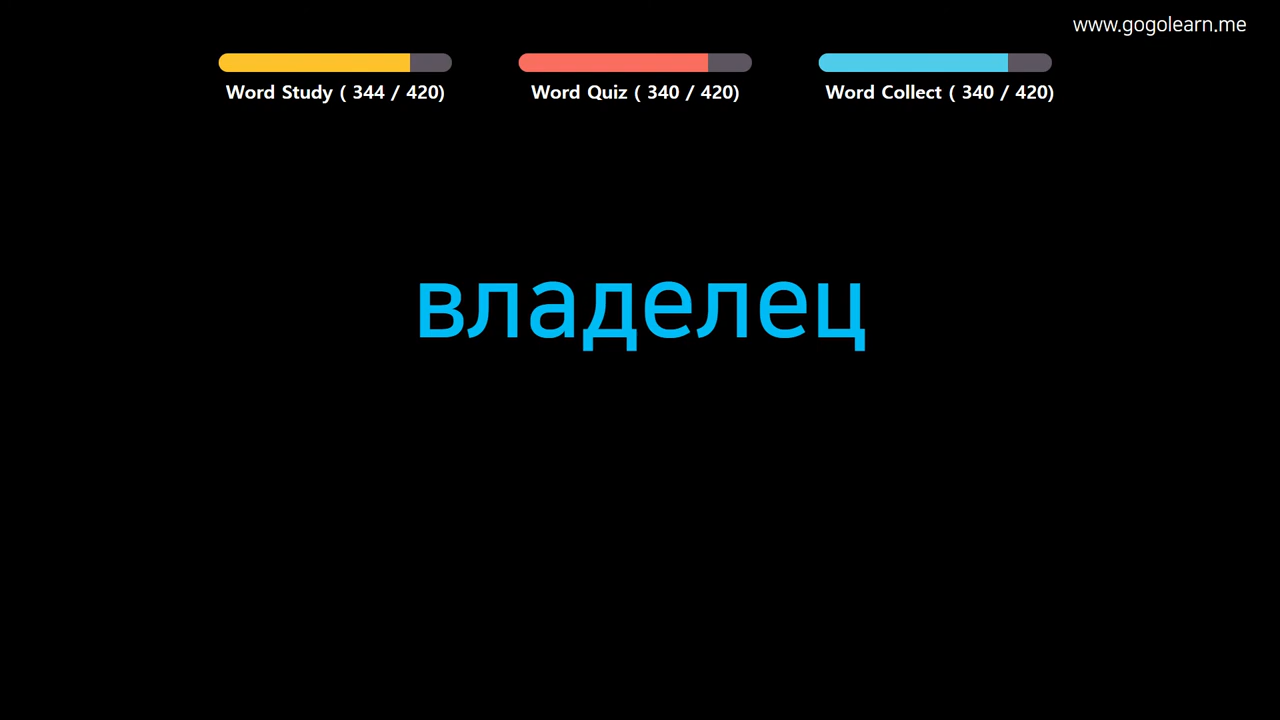 www.gogolearn.me
Word Study ( 344 / 420)
Word Quiz ( 340 / 420)
Word Collect ( 340 / 420)
владелец